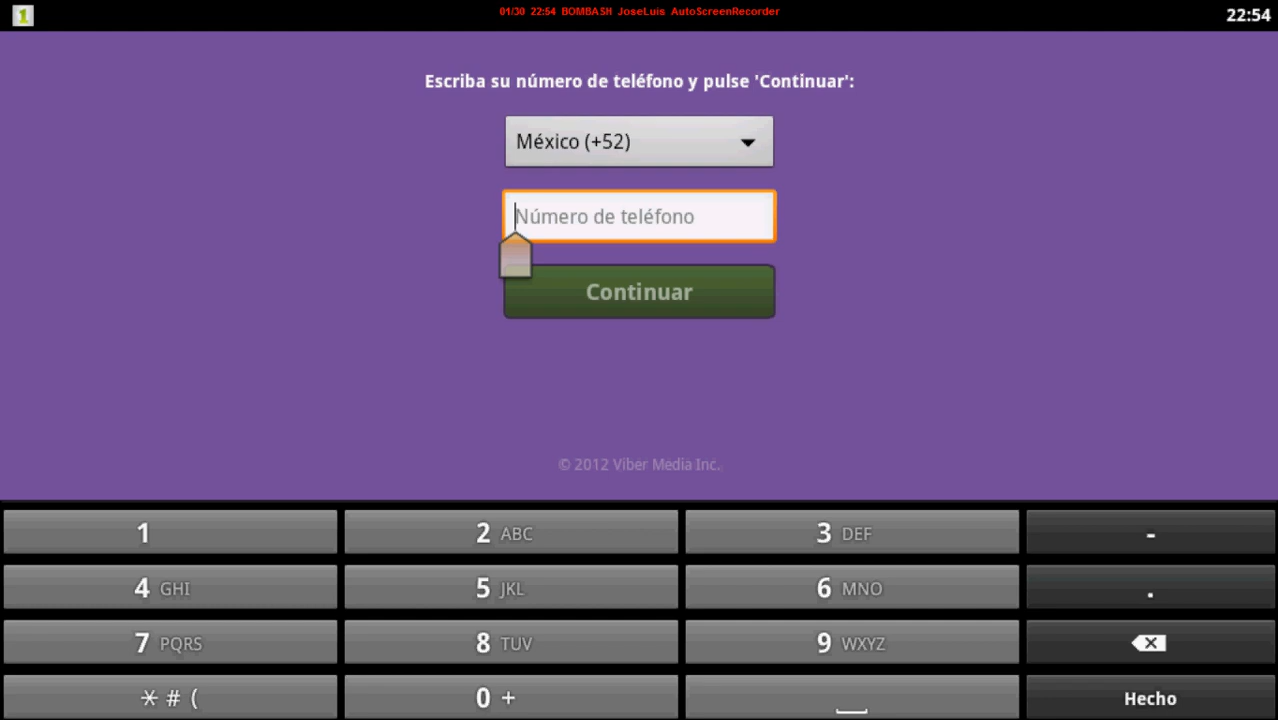 1
01/30 22:54 BOMBASH JoseLuis AutoScreenRecorder
22:54
Escriba su número de teléfono y pulse 'Continuar':
México (+52)
Número de teléfono
Continuar
© 2012 Viber Media Inc.
1 2 ABC 3 DEF -
4 GHI 5 JKL 6 MNO .
7 PQRS 8 TUV 9 WXYZ
* # ( 0 + Hecho